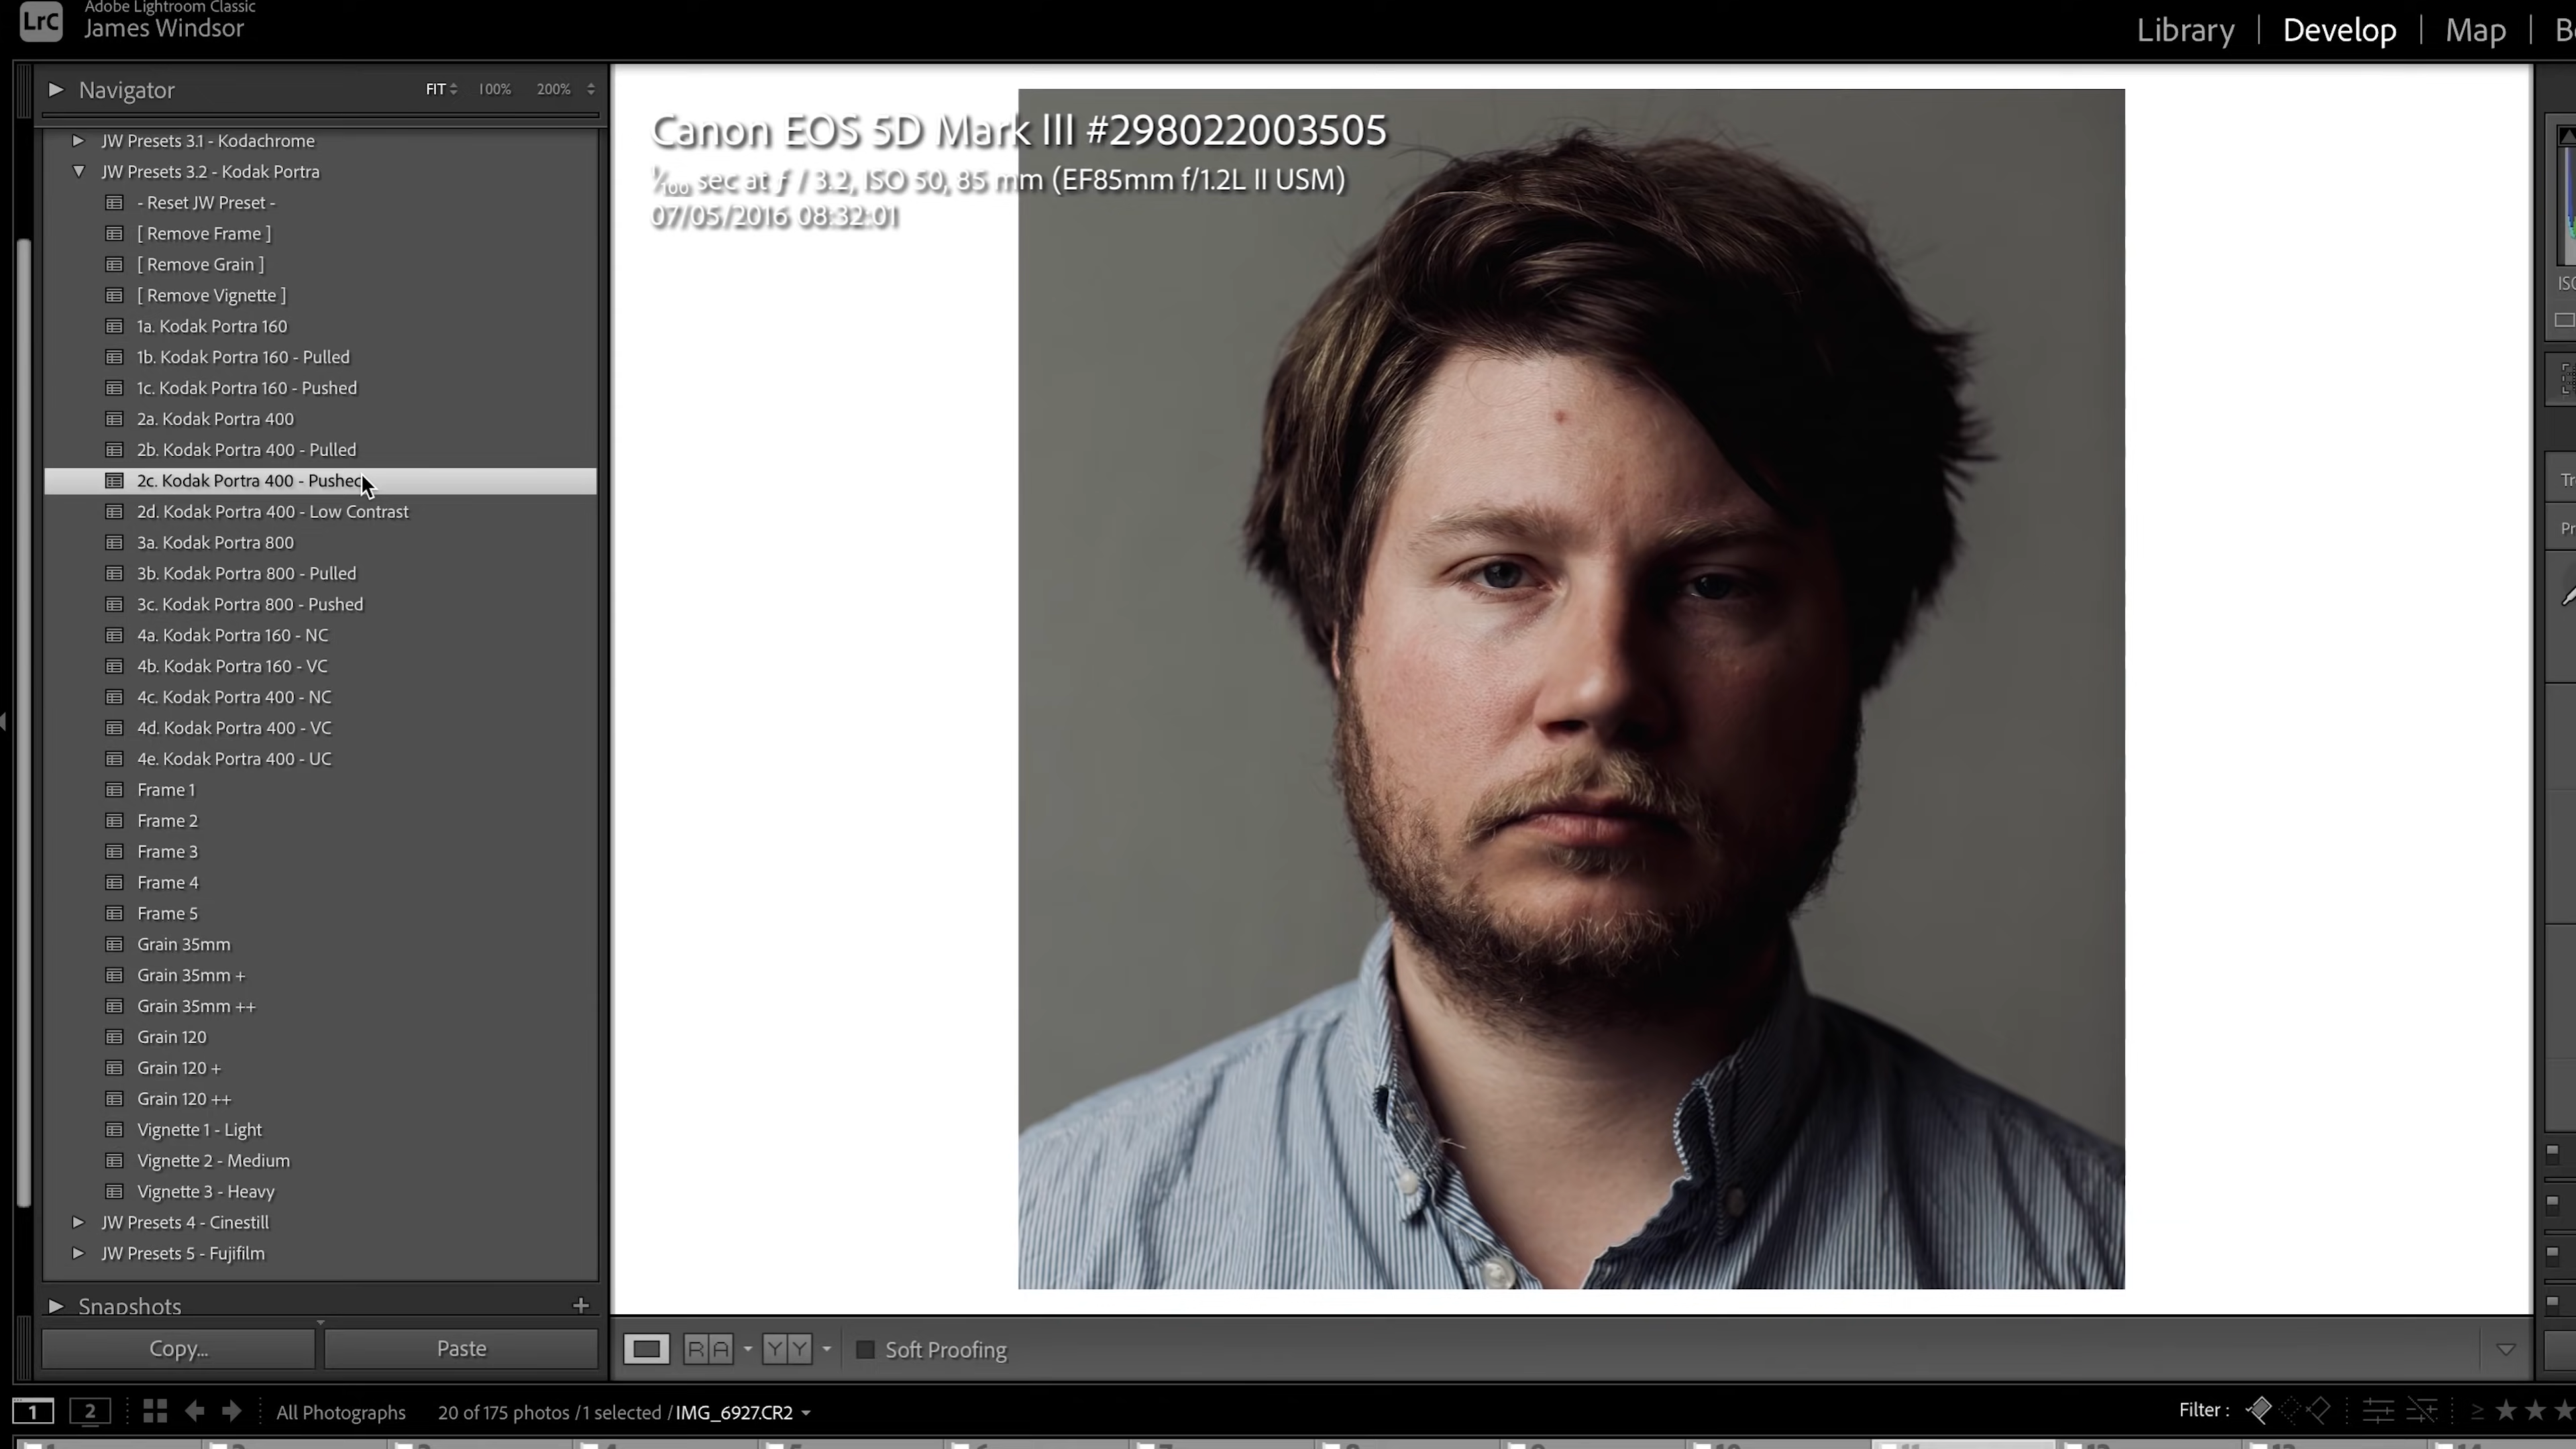 LrC
Adobe Lightroom Classic
James Windsor
Library | Develop | Map |
Navigator FIT 100% 200%
JW Presets 3.1 - Kodachrome
JW Presets 3.2 - Kodak Portra
- Reset JW Preset -
[ Remove Frame ]
[ Remove Grain ]
[ Remove Vignette ]
1a. Kodak Portra 160
1b. Kodak Portra 160 - Pulled
1c. Kodak Portra 160 - Pushed
2a. Kodak Portra 400
2b. Kodak Portra 400 - Pulled
2c. Kodak Portra 400 - Pushed
2d. Kodak Portra 400 - Low Contrast
3a. Kodak Portra 800
3b. Kodak Portra 800 - Pulled
3c. Kodak Portra 800 - Pushed
4a. Kodak Portra 160 - NC
4b. Kodak Portra 160 - VC
4c. Kodak Portra 400 - NC
4d. Kodak Portra 400 - VC
4e. Kodak Portra 400 - UC
Frame 1
Frame 2
Frame 3
Frame 4
Frame 5
Grain 35mm
Grain 35mm +
Grain 35mm ++
Grain 120
Grain 120 +
Grain 120 ++
Vignette 1 - Light
Vignette 2 - Medium
Vignette 3 - Heavy
JW Presets 4 - Cinestill
JW Presets 5 - Fujifilm
Snapshots +
Copy... Paste
Canon EOS 5D Mark III #298022003505
1/100 sec at ƒ / 3.2, ISO 50, 85 mm (EF85mm f/1.2L II USM)
07/05/2016 08:32:01
R A Y Y Soft Proofing
1 2 All Photographs 20 of 175 photos / 1 selected / IMG_6927.CR2
Filter : ≥ ★ ★